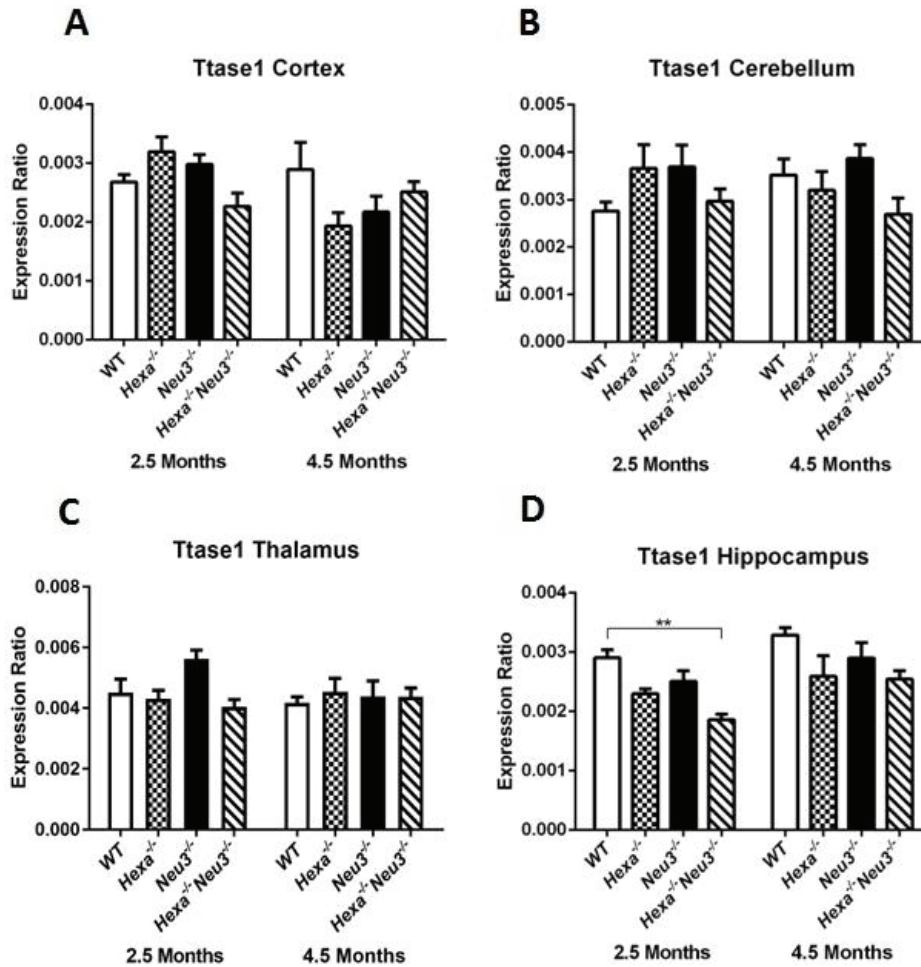 A
Ttase1 Cortex
Expression Ratio
0.004
0.003
0.002
0.001
0.000
WT
Hexa-/-
Neu3-/-
Hexa-/-Neu3-/-
WT
Hexa-/-
Neu3-/-
Hexa-/-Neu3-/-
2.5 Months
4.5 Months
B
Ttase1 Cerebellum
Expression Ratio
0.005
0.004
0.003
0.002
0.001
0.000
WT
Hexa-/-
Neu3-/-
Hexa-/-Neu3-/-
WT
Hexa-/-
Neu3-/-
Hexa-/-Neu3-/-
2.5 Months
4.5 Months
C
Ttase1 Thalamus
Expression Ratio
0.008
0.006
0.004
0.002
0.000
WT
Hexa-/-
Neu3-/-
Hexa-/-Neu3-/-
WT
Hexa-/-
Neu3-/-
Hexa-/-Neu3-/-
2.5 Months
4.5 Months
D
Ttase1 Hippocampus
Expression Ratio
0.004
0.003
0.002
0.001
0.000
**
WT
Hexa-/-
Neu3-/-
Hexa-/-Neu3-/-
WT
Hexa-/-
Neu3-/-
Hexa-/-Neu3-/-
2.5 Months
4.5 Months